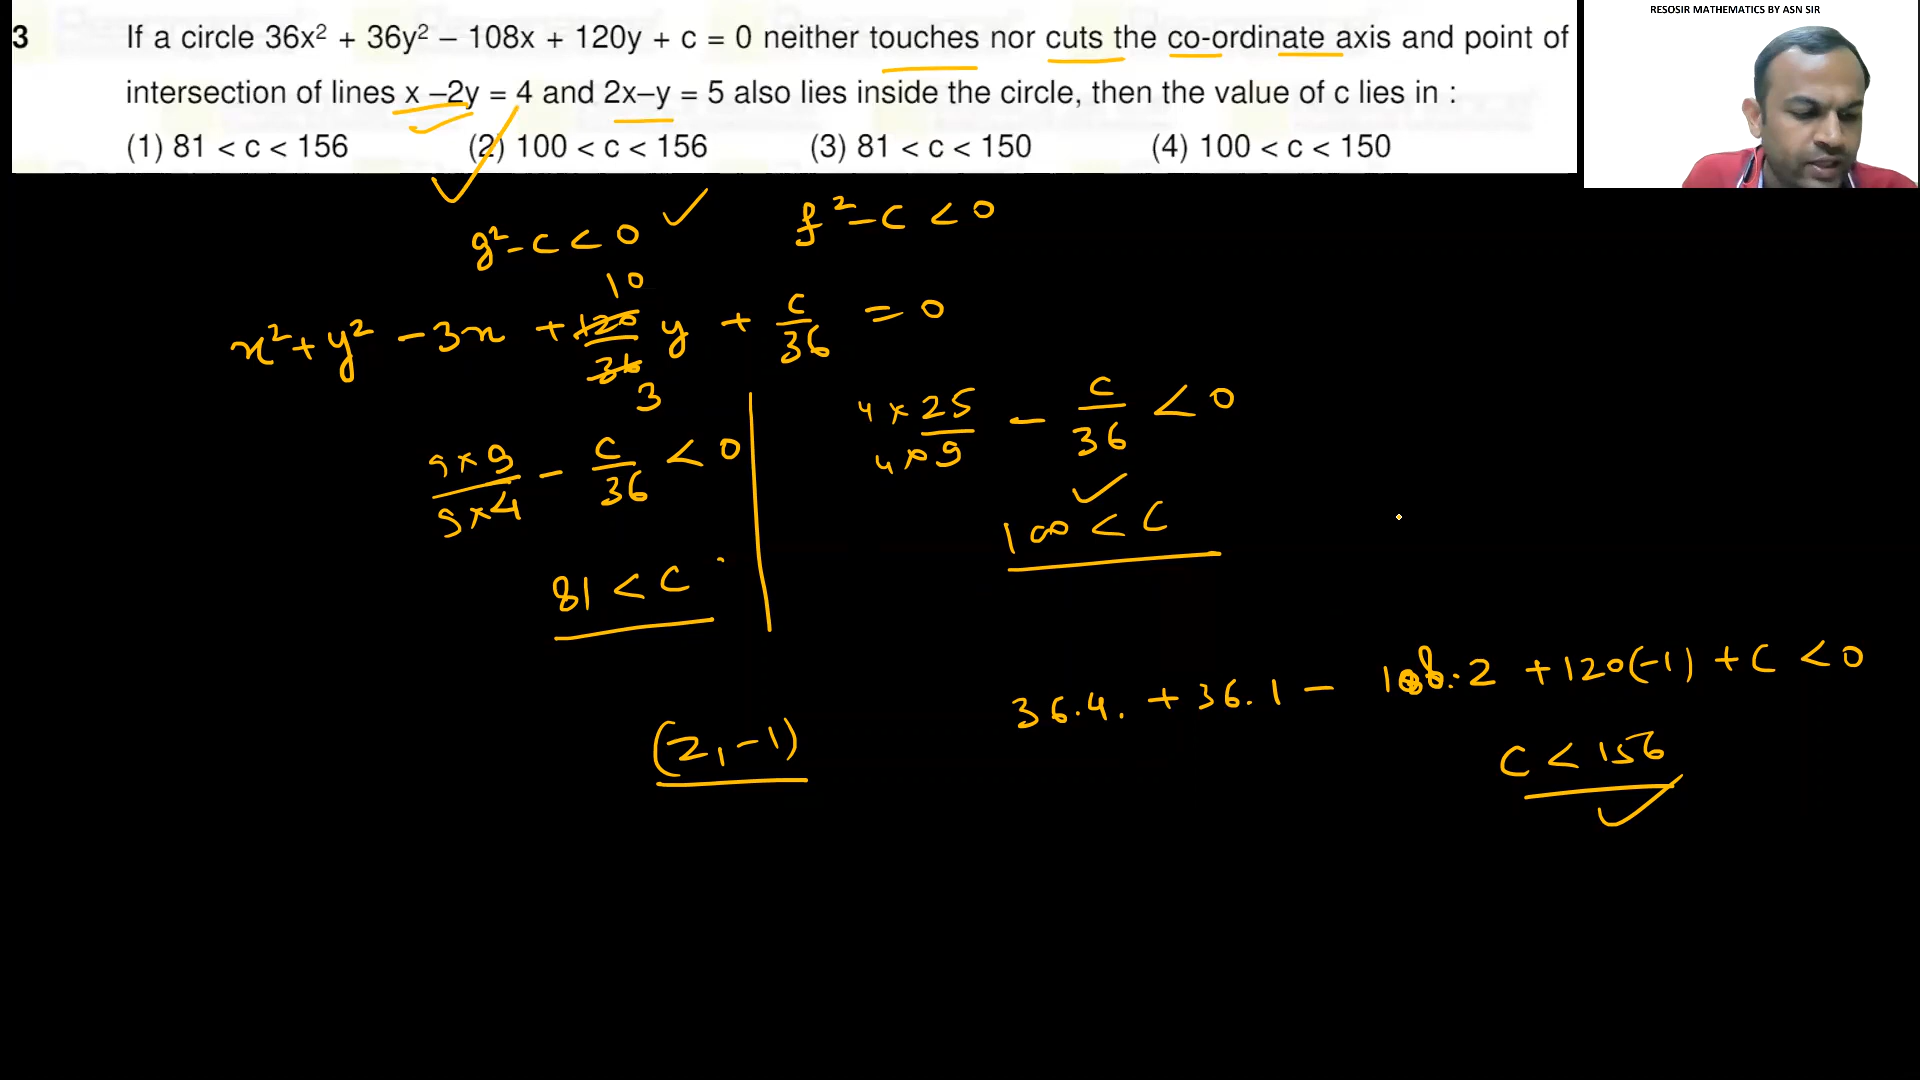 RESOSIR MATHEMATICS BY ASN SIR
3 If a circle 36x² + 36y² – 108x + 120y + c = 0 neither touches nor cuts the co-ordinate axis and point of
intersection of lines x –2y = 4 and 2x–y = 5 also lies inside the circle, then the value of c lies in :
(1) 81 < c < 156 (2) 100 < c < 156 (3) 81 < c < 150 (4) 100 < c < 150
g²-c<0 ✓ f²-c<0
x²+y² -3x + 120/36 y + c/36 = 0
10
3
9×9/9×4 - c/36 < 0
4×25/4×9 - c/36 < 0
81 < c
100 < c
(2,-1)
36.4. + 36.1 - 108.2 + 120(-1) + c < 0
c < 156